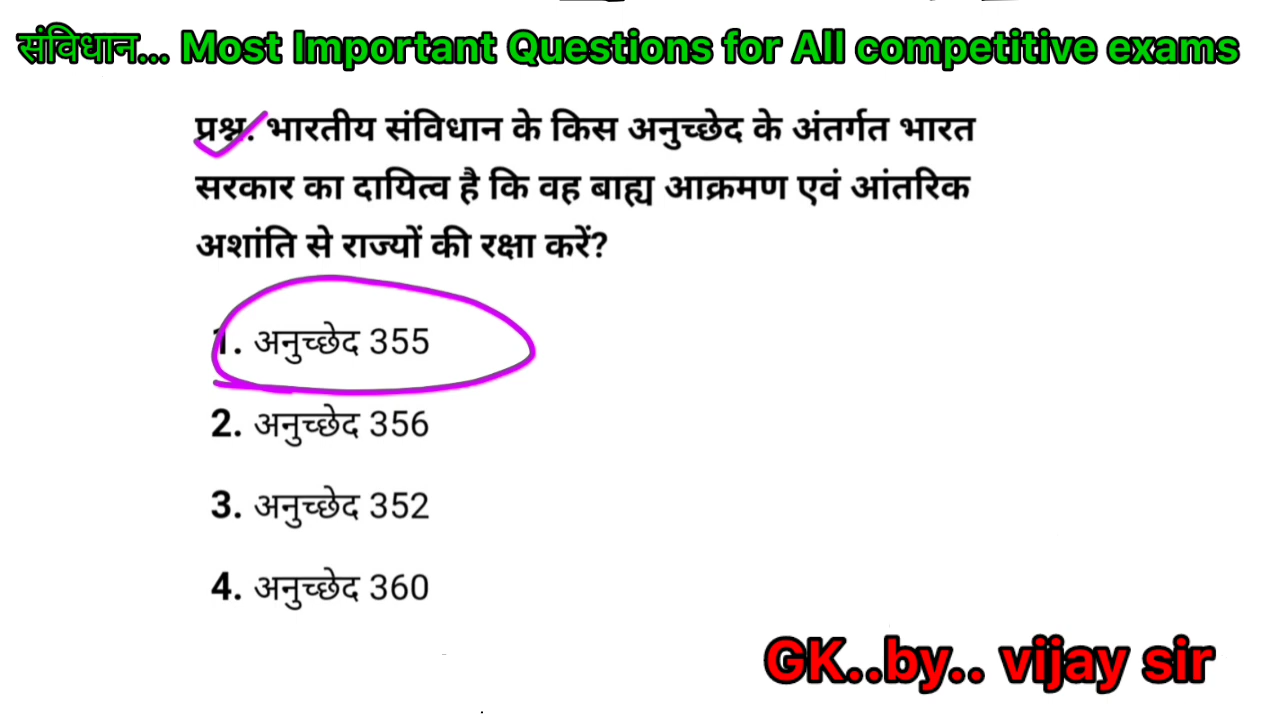 संविधान... Most Important Questions for All competitive exams
प्रश्न. भारतीय संविधान के किस अनुच्छेद के अंतर्गत भारत
सरकार का दायित्व है कि वह बाह्य आक्रमण एवं आंतरिक
अशांति से राज्यों की रक्षा करें?
1. अनुच्छेद 355
2. अनुच्छेद 356
3. अनुच्छेद 352
4. अनुच्छेद 360
GK..by.. vijay sir